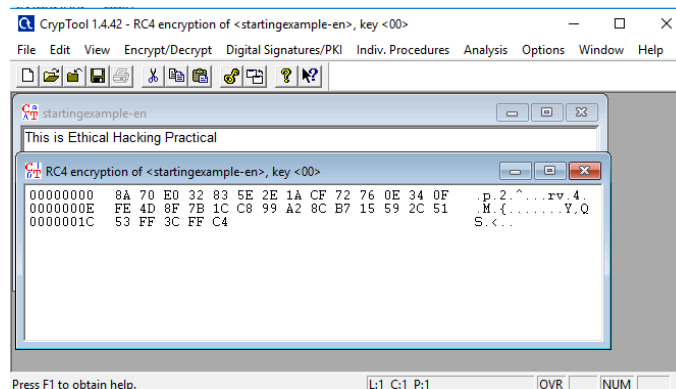 CrypTool 1.4.42 - RC4 encryption of <startingexample-en>, key <00>
File Edit View Encrypt/Decrypt Digital Signatures/PKI Indiv. Procedures Analysis Options Window Help
startingexample-en
This is Ethical Hacking Practical
RC4 encryption of <startingexample-en>, key <00>
00000000 8A 70 E0 32 83 5E 2E 1A CF 72 76 0E 34 0F .p.2.^...rv.4.
0000000E FE 4D 8F 7B 1C C8 99 A2 8C B7 15 59 2C 51 .M.{.......Y,Q
0000001C 53 FF 3C FF C4 S.<..
Press F1 to obtain help. L:1 C:1 P:1 OVR NUM